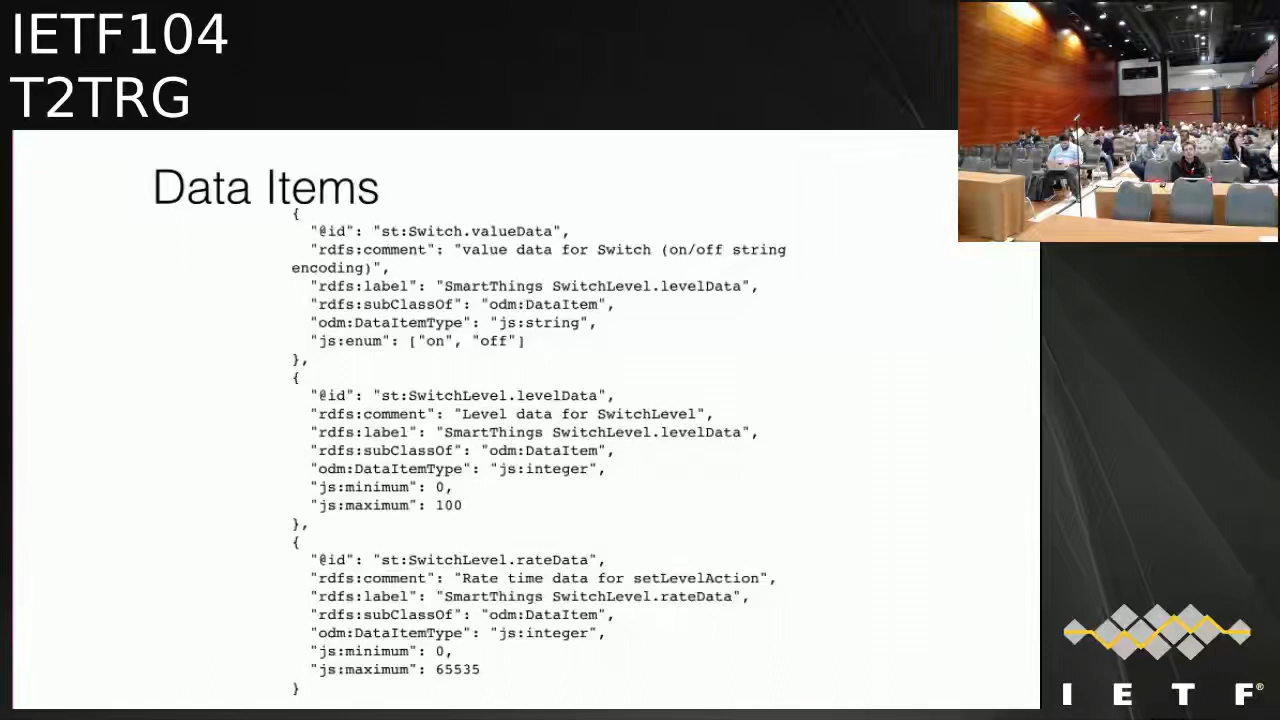 IETF104
T2TRG
Data Items
{
"@id": "st:Switch.valueData",
"rdfs:comment": "value data for Switch (on/off string
encoding)",
"rdfs:label": "SmartThings SwitchLevel.levelData",
"rdfs:subClassOf": "odm:DataItem",
"odm:DataItemType": "js:string",
"js:enum": ["on", "off"]
},
{
"@id": "st:SwitchLevel.levelData",
"rdfs:comment": "Level data for SwitchLevel",
"rdfs:label": "SmartThings SwitchLevel.levelData",
"rdfs:subClassOf": "odm:DataItem",
"odm:DataItemType": "js:integer",
"js:minimum": 0,
"js:maximum": 100
},
{
"@id": "st:SwitchLevel.rateData",
"rdfs:comment": "Rate time data for setLevelAction",
"rdfs:label": "SmartThings SwitchLevel.rateData",
"rdfs:subClassOf": "odm:DataItem",
"odm:DataItemType": "js:integer",
"js:minimum": 0,
"js:maximum": 65535
}
I E T F®